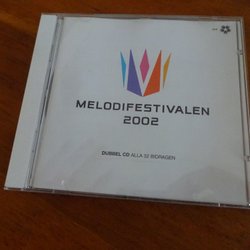 MELODIFESTIVALEN
2002
DUBBEL CD ALLA 32 BIDRAGEN